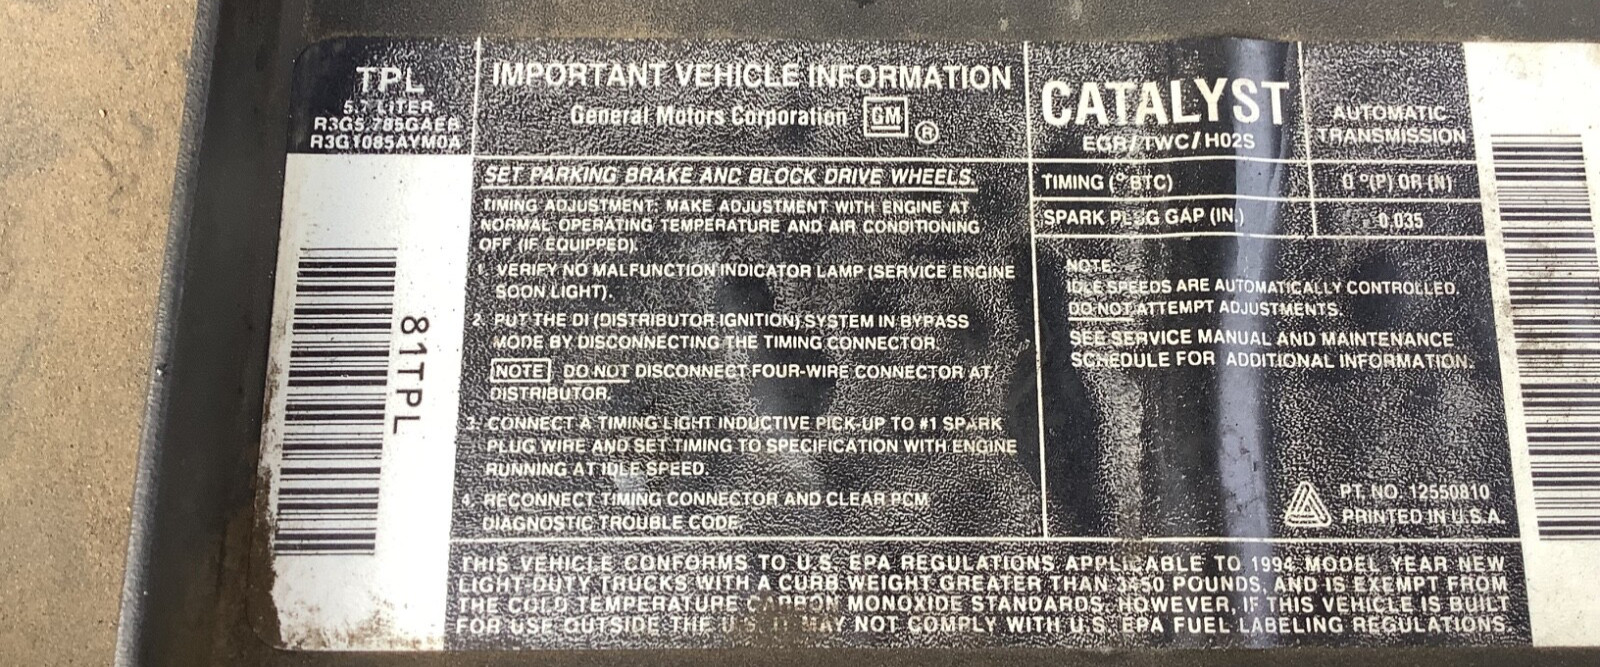 TPL
5.7 LITER
R3G5.785GAEB
R3G1085AYM0A
81TPL
IMPORTANT VEHICLE INFORMATION
General Motors Corporation GM ®
SET PARKING BRAKE AND BLOCK DRIVE WHEELS
TIMING ADJUSTMENT: MAKE ADJUSTMENT WITH ENGINE AT
NORMAL OPERATING TEMPERATURE AND AIR CONDITIONING
OFF (IF EQUIPPED).
1. VERIFY NO MALFUNCTION INDICATOR LAMP (SERVICE ENGINE
SOON LIGHT).
2. PUT THE DI (DISTRIBUTOR IGNITION) SYSTEM IN BYPASS
MODE BY DISCONNECTING THE TIMING CONNECTOR.
NOTE DO NOT DISCONNECT FOUR-WIRE CONNECTOR AT
DISTRIBUTOR.
3. CONNECT A TIMING LIGHT INDUCTIVE PICK-UP TO #1 SPARK
PLUG WIRE AND SET TIMING TO SPECIFICATION WITH ENGINE
RUNNING AT IDLE SPEED.
4. RECONNECT TIMING CONNECTOR AND CLEAR PCM
DIAGNOSTIC TROUBLE CODE.
CATALYST
EGR/TWC/HO2S
AUTOMATIC
TRANSMISSION
TIMING (°BTC) 0 °(P) OR (N)
SPARK PLUG GAP (IN.) 0.035
NOTE:
IDLE SPEEDS ARE AUTOMATICALLY CONTROLLED.
DO NOT ATTEMPT ADJUSTMENTS.
SEE SERVICE MANUAL AND MAINTENANCE
SCHEDULE FOR ADDITIONAL INFORMATION.
PT. NO. 12550810
PRINTED IN U.S.A.
THIS VEHICLE CONFORMS TO U.S. EPA REGULATIONS APPLICABLE TO 1994 MODEL YEAR NEW
LIGHT-DUTY TRUCKS WITH A CURB WEIGHT GREATER THAN 3450 POUNDS, AND IS EXEMPT FROM
THE COLD TEMPERATURE CARBON MONOXIDE STANDARDS. HOWEVER, IF THIS VEHICLE IS BUILT
FOR USE OUTSIDE THE U.S. IT MAY NOT COMPLY WITH U.S. EPA FUEL LABELING REGULATIONS.